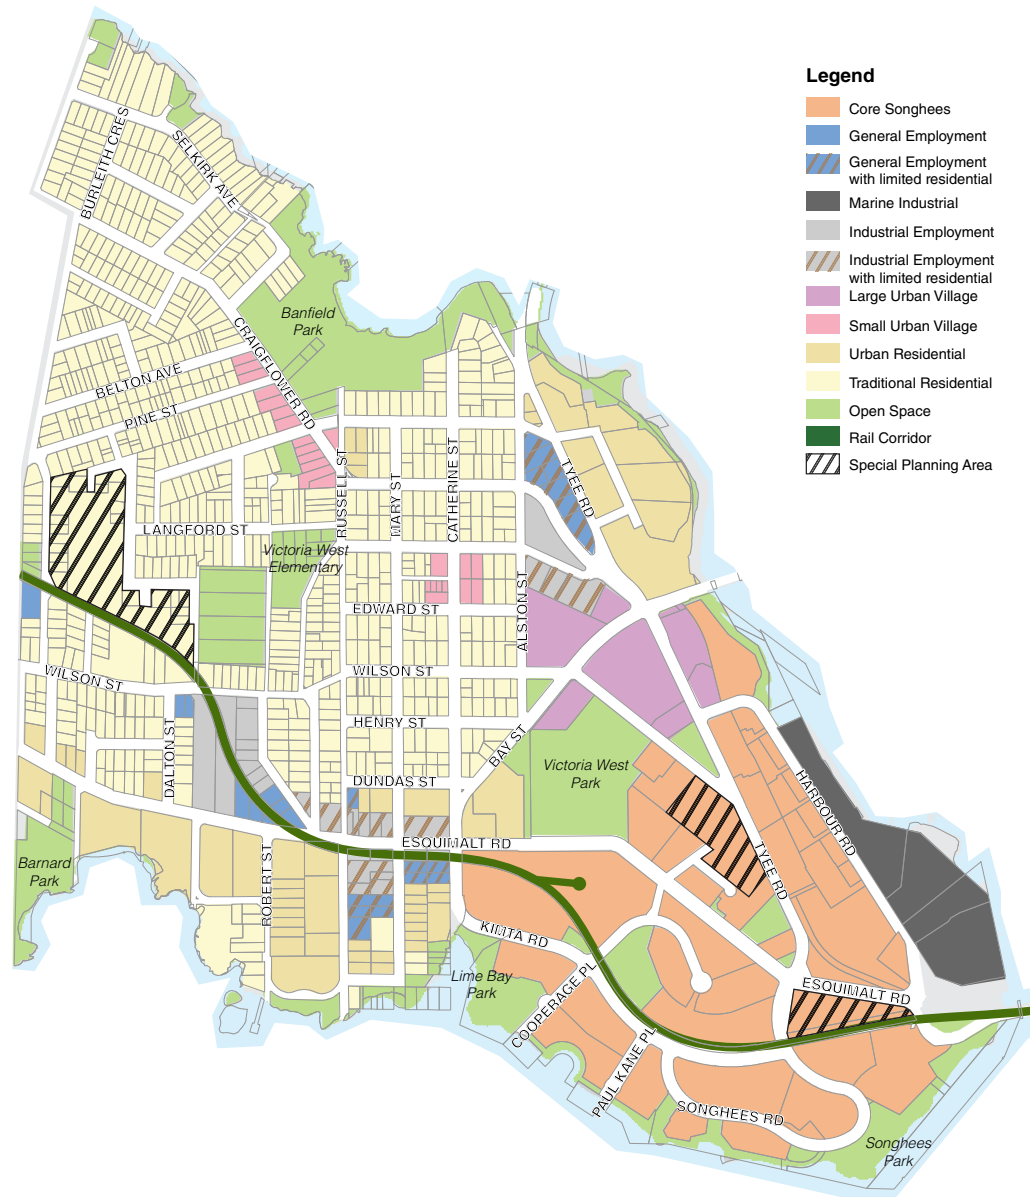 Legend
Core Songhees
General Employment
General Employment
with limited residential
Marine Industrial
Industrial Employment
Industrial Employment
with limited residential
Large Urban Village
Small Urban Village
Urban Residential
Traditional Residential
Open Space
Rail Corridor
Special Planning Area
BURLEITH CRES
SELKIRK AVE
Banfield
Park
CRAIGFLOWER RD
BELTON AVE
PINE ST
RUSSELL ST
MARY ST
CATHERINE ST
TYEE RD
LANGFORD ST
Victoria West
Elementary
EDWARD ST
ALSTON ST
WILSON ST
WILSON ST
HENRY ST
BAY ST
DALTON ST
DUNDAS ST
Victoria West
Park
HARBOUR RD
ESQUIMALT RD
TYEE RD
Barnard
Park
ROBERT ST
KIMTA RD
Lime Bay
Park
COOPERAGE PL
ESQUIMALT RD
PAUL KANE PL
SONGHEES RD
Songhees
Park